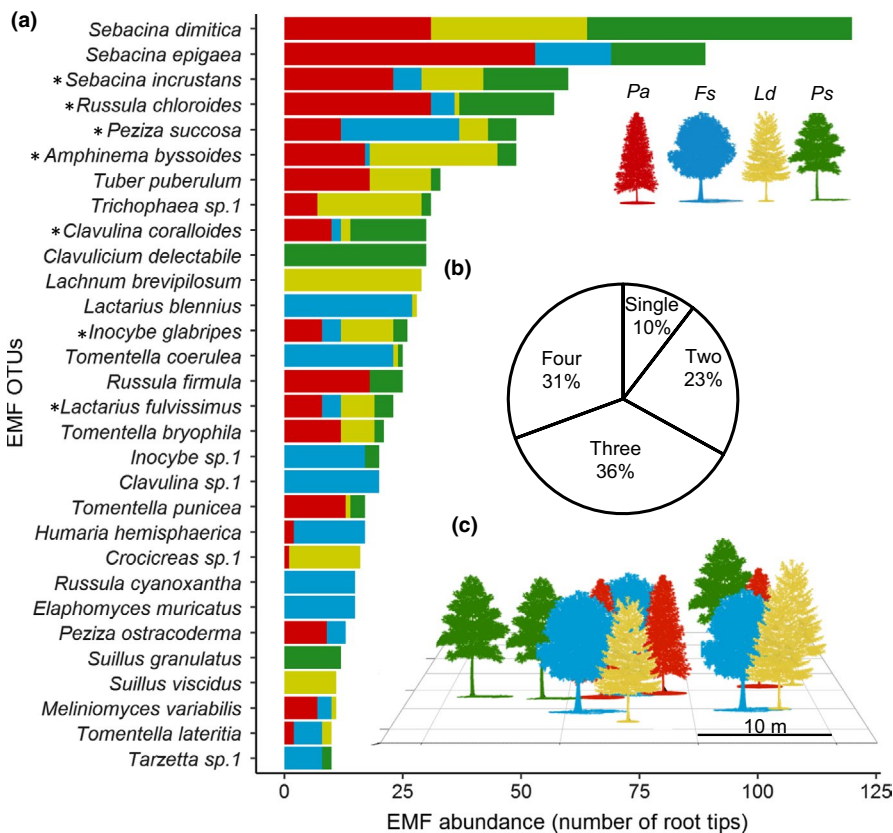 (a)
Sebacina dimitica
Sebacina epigaea
*Sebacina incrustans
*Russula chloroides
*Peziza succosa
*Amphinema byssoides
Tuber puberulum
Trichophaea sp.1
*Clavulina coralloides
Clavulicium delectabile
Lachnum brevipilosum
Lactarius blennius
*Inocybe glabripes
Tomentella coerulea
Russula firmula
*Lactarius fulvissimus
Tomentella bryophila
Inocybe sp.1
Clavulina sp.1
Tomentella punicea
Humaria hemisphaerica
Crocicreas sp.1
Russula cyanoxantha
Elaphomyces muricatus
Peziza ostracoderma
Suillus granulatus
Suillus viscidus
Meliniomyces variabilis
Tomentella lateritia
Tarzetta sp.1
EMF OTUs
0 25 50 75 100 125
EMF abundance (number of root tips)
Pa Fs Ld Ps
(b)
Single
10%
Two
23%
Three
36%
Four
31%
(c)
10 m